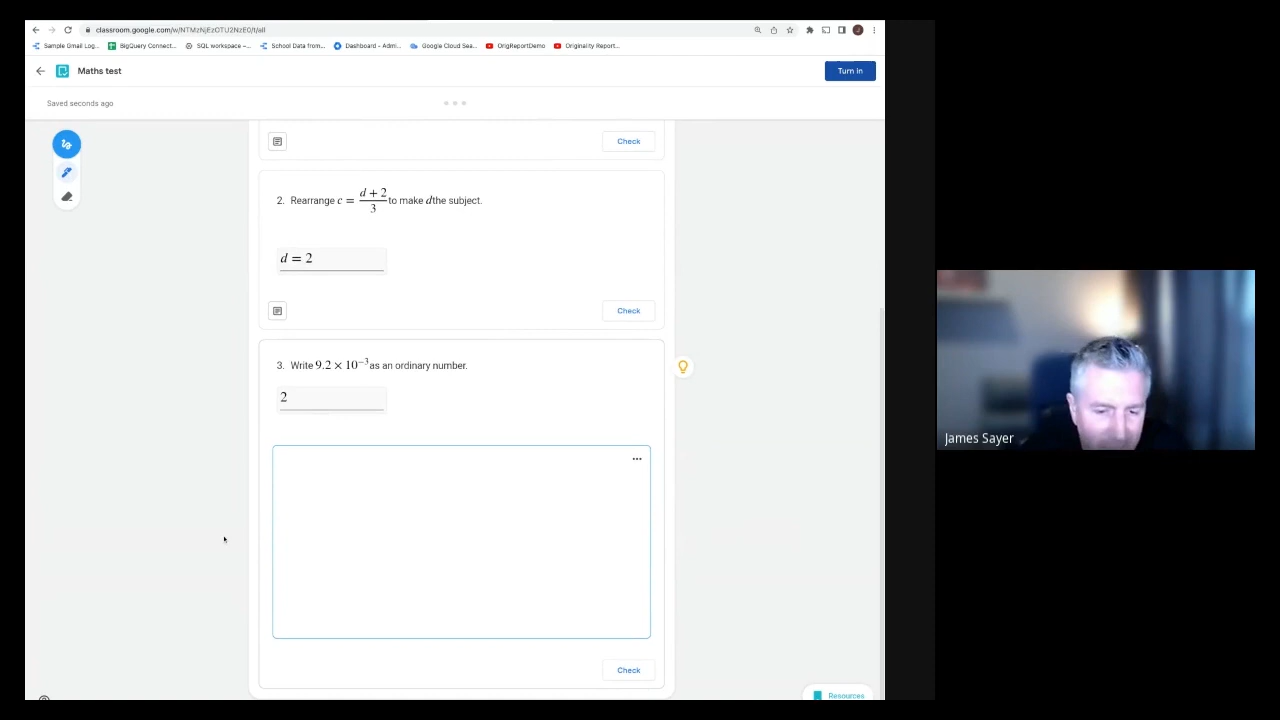 classroom.google.com/w/NTMzNjEzOTU2NzE0/t/all
Sample Gmail Log... BigQuery Connect... SQL workspace –... School Data from... Dashboard - Admi... Google Cloud Sea... OrigReportDemo Originality Report...
Maths test
Turn in
Saved seconds ago
Check
2. Rearrange c = (d + 2)/3 to make d the subject.
d = 2
Check
3. Write 9.2 × 10⁻³ as an ordinary number.
2
Check
Resources
James Sayer